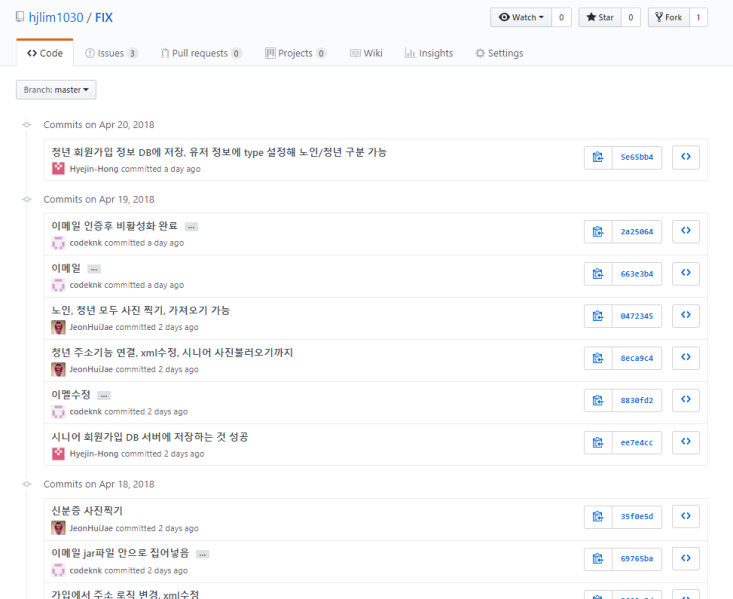 hjlim1030 / FIX
Watch 0 Star 0 Fork 1
Code Issues 3 Pull requests 0 Projects 0 Wiki Insights Settings
Branch: master
Commits on Apr 20, 2018
청년 회원가입 정보 DB에 저장, 유저 정보에 type 설정해 노인/청년 구분 가능
5e65bb4
Hyejin-Hong committed a day ago
Commits on Apr 19, 2018
이메일 인증후 비활성화 완료 …
2a25064
codeknk committed a day ago
이메일 …
663e3b4
codeknk committed a day ago
노인, 청년 모두 사진 찍기, 가져오기 가능
0472345
JeonHuiJae committed 2 days ago
청년 주소기능 연결, xml수정, 시니어 사진불러오기까지
8eca9c4
JeonHuiJae committed 2 days ago
이멜수정 …
8830fd2
codeknk committed 2 days ago
시니어 회원가입 DB 서버에 저장하는 것 성공
ee7e4cc
Hyejin-Hong committed 2 days ago
Commits on Apr 18, 2018
신분증 사진찍기
35f0e5d
JeonHuiJae committed 2 days ago
이메일 jar파일 안으로 집어넣음 …
69765ba
codeknk committed 2 days ago
가입에서 주소 로직 변경, xml수정